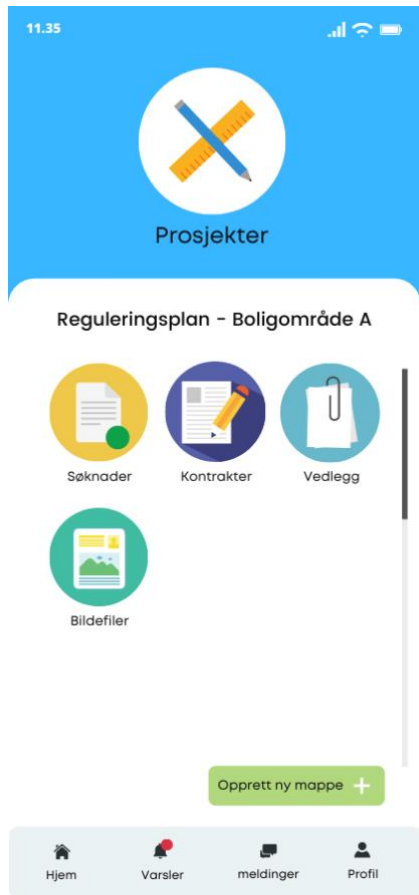 11.35
Prosjekter
Reguleringsplan - Boligområde A
Søknader
Kontrakter
Vedlegg
Bildefiler
Opprett ny mappe +
Hjem
Varsler
meldinger
Profil